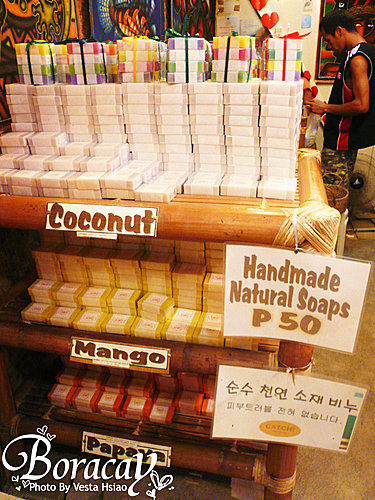 Coconut
Handmade
Natural Soaps
P 50
Mango
순수 천연 소재 비누
피부트러블 전혀 없습니다.
Papaya
Boracay
Photo By Vesta Hsiao